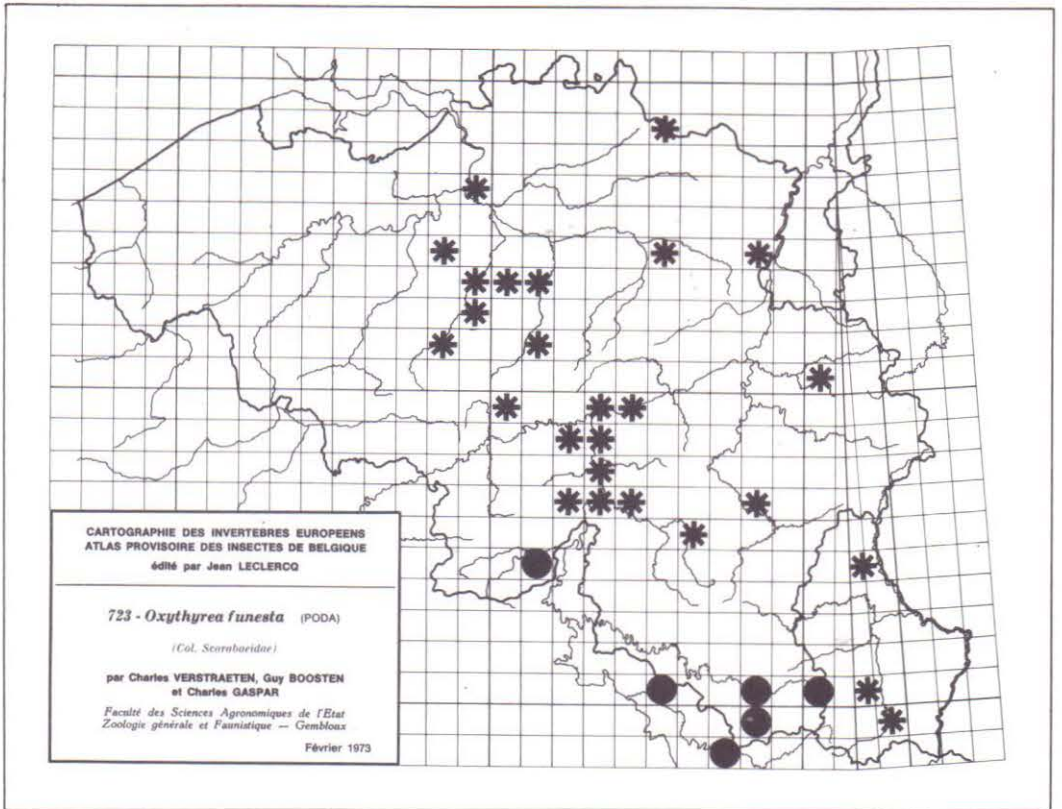 CARTOGRAPHIE DES INVERTEBRES EUROPEENS
ATLAS PROVISOIRE DES INSECTES DE BELGIQUE
édité par Jean LECLERCQ
723 - Oxythyrea funesta (PODA)
(Col. Scarabaeidae)
par Charles VERSTRAETEN, Guy BOOSTEN
et Charles GASPAR
Faculté des Sciences Agronomiques de l'Etat
Zoologie générale et Faunistique — Gembloux
Février 1973